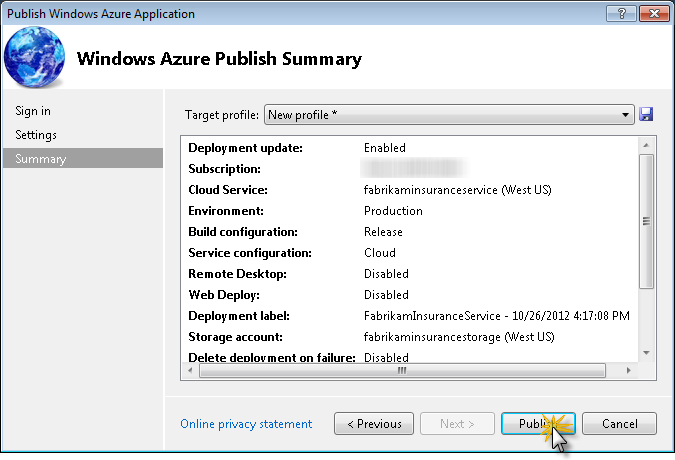 Publish Windows Azure Application
Windows Azure Publish Summary
Sign in
Settings
Summary
Target profile: New profile *
Deployment update: Enabled
Subscription:
Cloud Service: fabrikaminsuranceservice (West US)
Environment: Production
Build configuration: Release
Service configuration: Cloud
Remote Desktop: Disabled
Web Deploy: Disabled
Deployment label: FabrikamInsuranceService - 10/26/2012 4:17:08 PM
Storage account: fabrikaminsurancestorage (West US)
Delete deployment on failure: Disabled
Online privacy statement
< Previous
Next >
Publish
Cancel